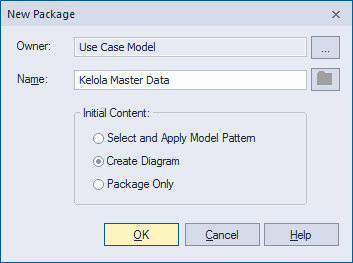 New Package
Owner: Use Case Model ...
Name: Kelola Master Data
Initial Content:
Select and Apply Model Pattern
Create Diagram
Package Only
OK Cancel Help